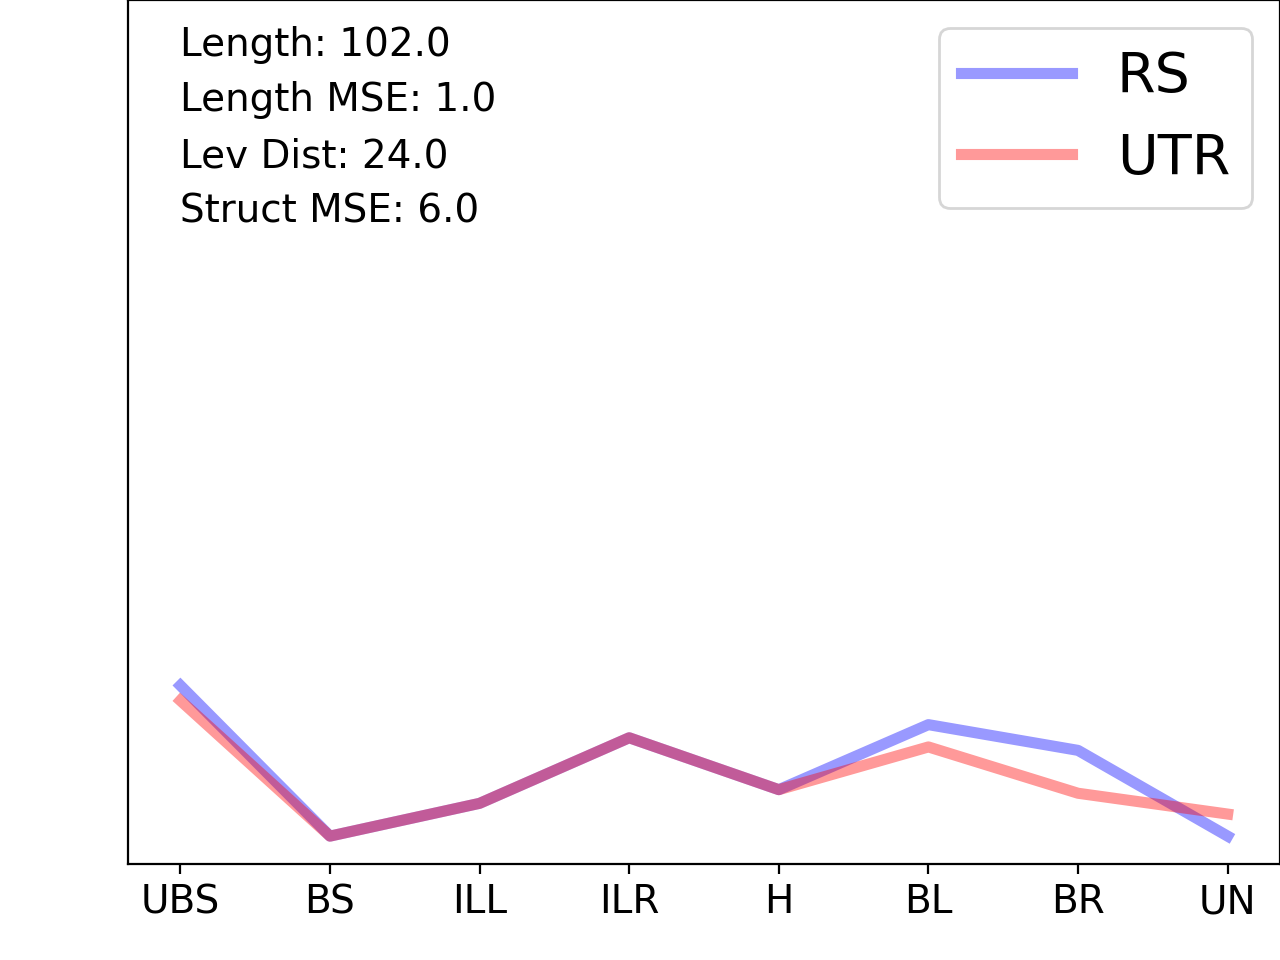 Length: 102.0
Length MSE: 1.0
Lev Dist: 24.0
Struct MSE: 6.0
RS
UTR
UBS BS ILL ILR H BL BR UN